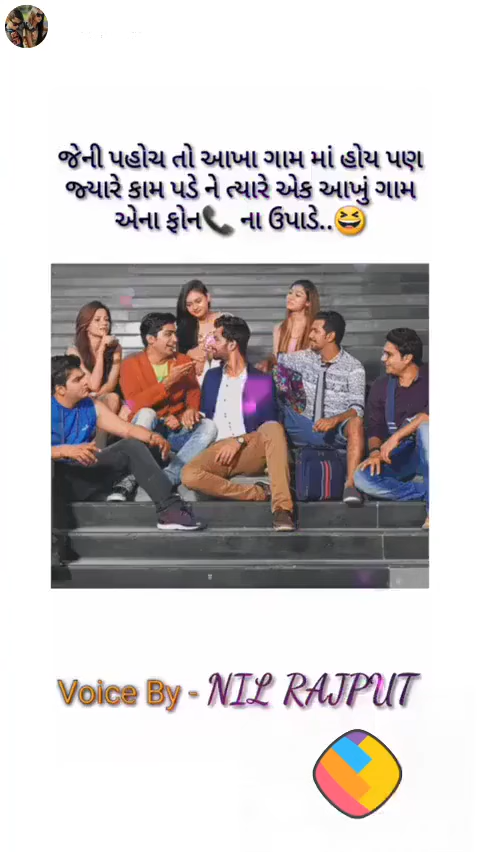 જેની પહોચ તો આખા ગામ માં હોય પણ
જ્યારે કામ પડે ને ત્યારે એક આખું ગામ
એના ફોન📞 ના ઉપાડે..😆
Voice By - NIL RAJPUT